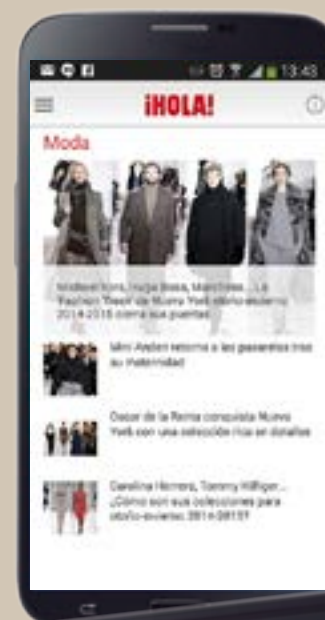 13:43
¡HOLA!
Moda
Michael Kors, Hugo Boss, Marchesa... La
'Fashion Week' de Nueva York otoño-invierno
2014-2015 cierra sus puertas
retorna a las pasarelas tras
su maternidad
Oscar de la Renta conquista Nueva
York con una colección rica en detalles
Carolina Herrera, Tommy Hilfiger...
¿Cómo son sus colecciones para
otoño-invierno 2014-2015?